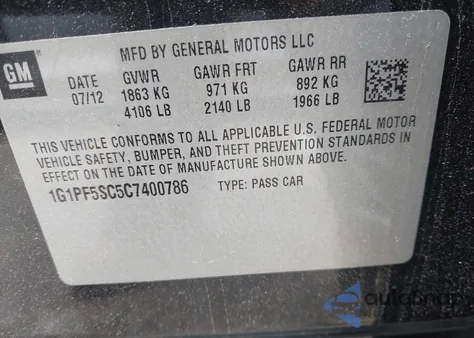 GM
MFD BY GENERAL MOTORS LLC
DATE GVWR GAWR FRT GAWR RR
07/12 1863 KG 971 KG 892 KG
4106 LB 2140 LB 1966 LB
THIS VEHICLE CONFORMS TO ALL APPLICABLE U.S. FEDERAL MOTOR
VEHICLE SAFETY, BUMPER, AND THEFT PREVENTION STANDARDS IN
EFFECT ON THE DATE OF MANUFACTURE SHOWN ABOVE.
1G1PF5SC5C7400786 TYPE: PASS CAR